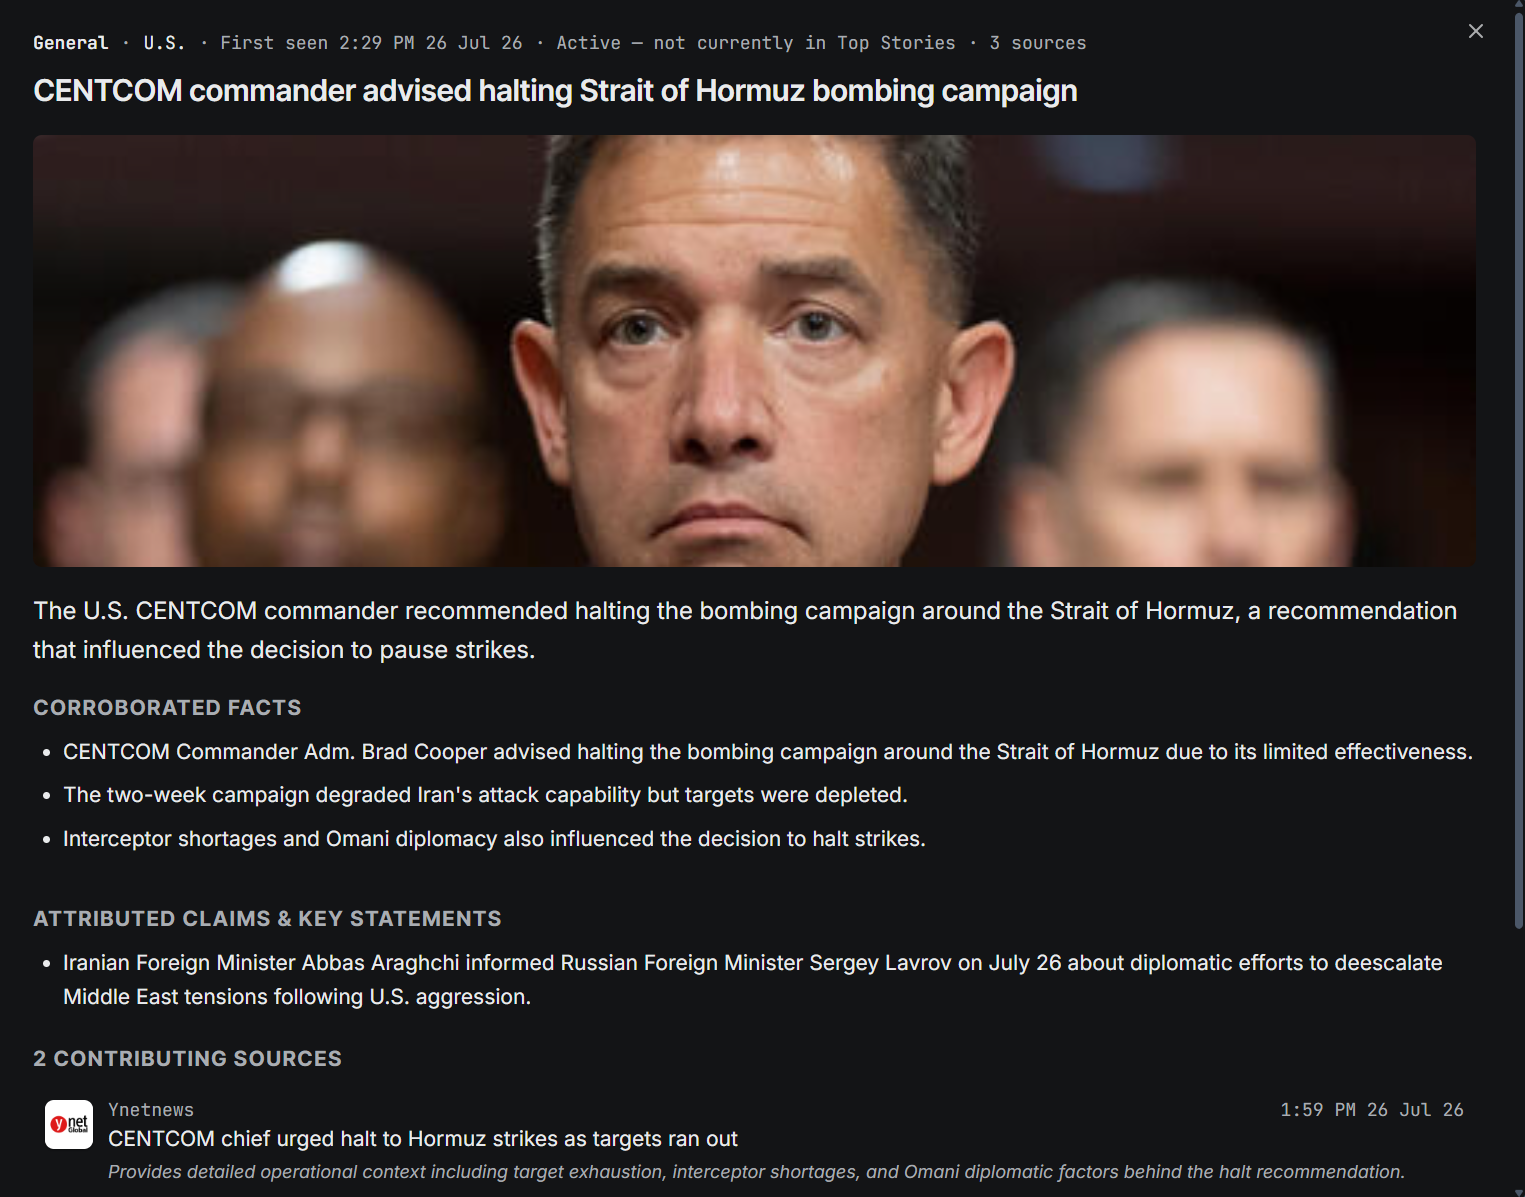 General · U.S. · First seen 2:29 PM 26 Jul 26 · Active — not currently in Top Stories · 3 sources
CENTCOM commander advised halting Strait of Hormuz bombing campaign
The U.S. CENTCOM commander recommended halting the bombing campaign around the Strait of Hormuz, a recommendation
that influenced the decision to pause strikes.
CORROBORATED FACTS
• CENTCOM Commander Adm. Brad Cooper advised halting the bombing campaign around the Strait of Hormuz due to its limited effectiveness.
• The two-week campaign degraded Iran's attack capability but targets were depleted.
• Interceptor shortages and Omani diplomacy also influenced the decision to halt strikes.
ATTRIBUTED CLAIMS & KEY STATEMENTS
• Iranian Foreign Minister Abbas Araghchi informed Russian Foreign Minister Sergey Lavrov on July 26 about diplomatic efforts to deescalate
Middle East tensions following U.S. aggression.
2 CONTRIBUTING SOURCES
ynet Global
Ynetnews 1:59 PM 26 Jul 26
CENTCOM chief urged halt to Hormuz strikes as targets ran out
Provides detailed operational context including target exhaustion, interceptor shortages, and Omani diplomatic factors behind the halt recommendation.